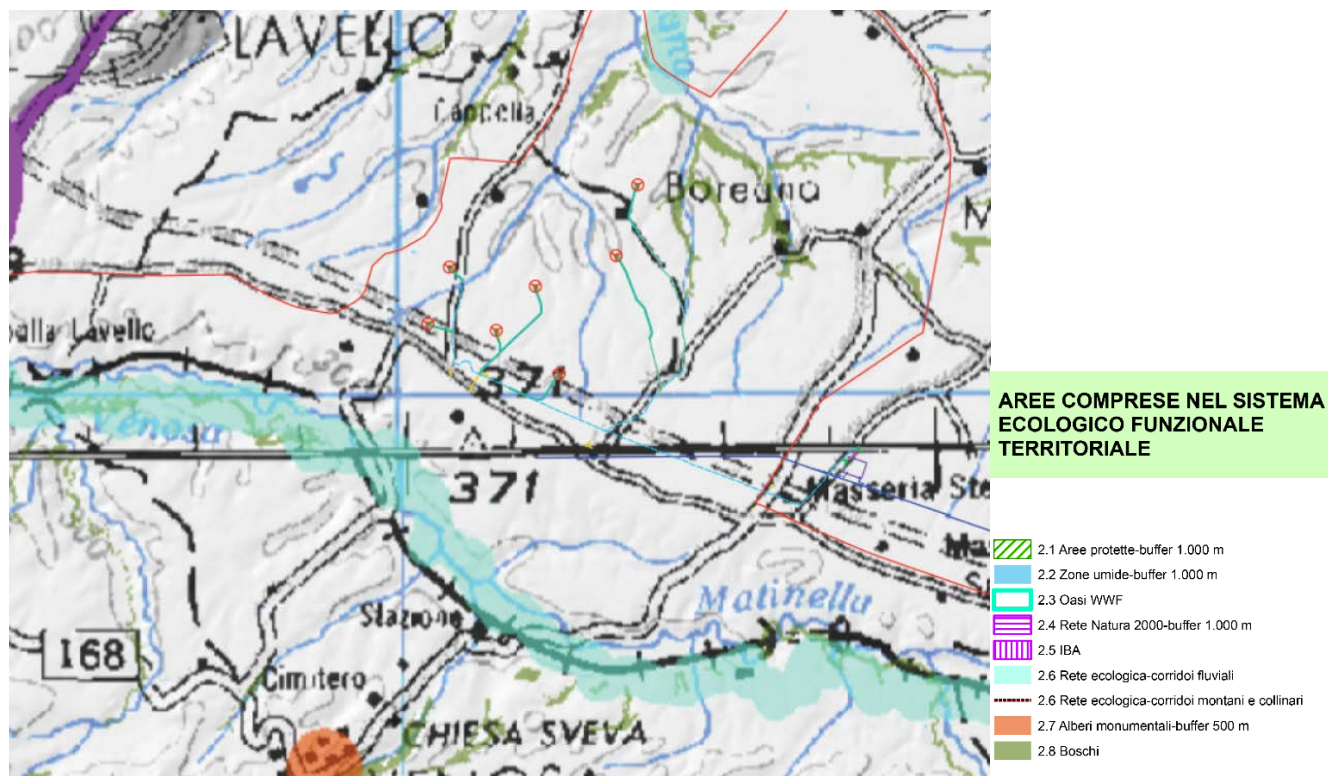 LAVELLO
Cappella
Boreano
alla Lavello
Venosa
371
371
Masseria Ste
Ma
M
Matinella
Stazione
168
Cimitero
CHIESA SVEVA
AREE COMPRESE NEL SISTEMA
ECOLOGICO FUNZIONALE
TERRITORIALE
2.1 Aree protette-buffer 1.000 m
2.2 Zone umide-buffer 1.000 m
2.3 Oasi WWF
2.4 Rete Natura 2000-buffer 1.000 m
2.5 IBA
2.6 Rete ecologica-corridoi fluviali
2.6 Rete ecologica-corridoi montani e collinari
2.7 Alberi monumentali-buffer 500 m
2.8 Boschi